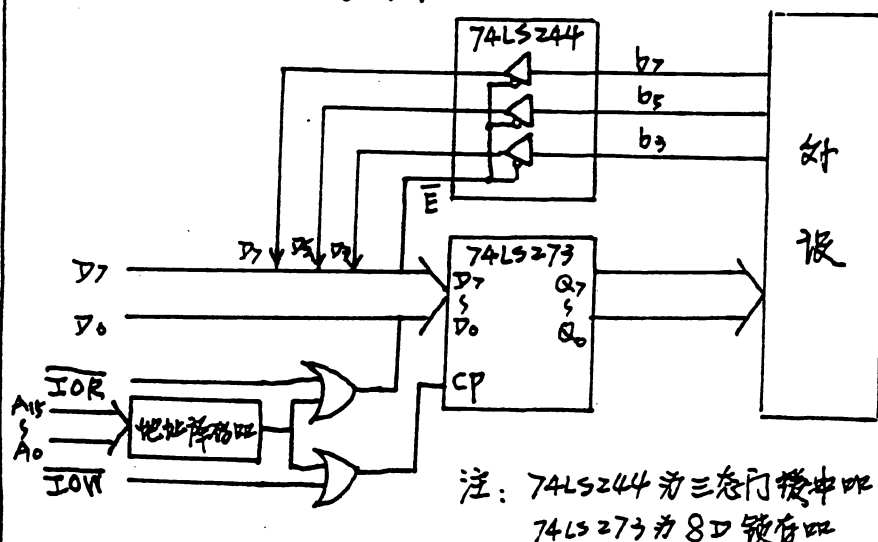 74LS244
b7
b5
b3
外设
E
D7 D5 D3
74LS273
D7
D7
Q7
D0
D0
Q0
CP
IOR
A15
地址译码器
A0
IOW
注: 74LS244为三态门缓冲器
74LS273为8D锁存器